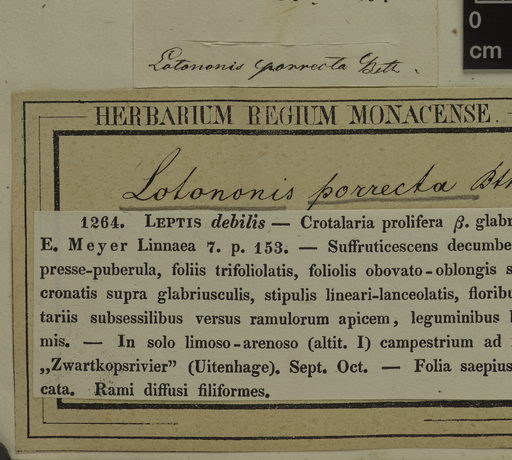 Lotononis porrecta Bth.
0
cm
HERBARIUM REGIUM MONACENSE.
Lotononis porrecta Bth
1264. LEPTIS debilis — Crotalaria prolifera β. glabr
E. Meyer Linnaea 7. p. 153. — Suffruticescens decumbe
presse-puberula, foliis trifoliolatis, foliolis obovato-oblongis s
cronatis supra glabriusculis, stipulis lineari-lanceolatis, floribu
tariis subsessilibus versus ramulorum apicem, leguminibus l
mis. — In solo limoso-arenoso (altit. I) campestrium ad
„Zwartkopsrivier” (Uitenhage). Sept. Oct. — Folia saepius
cata. Rami diffusi filiformes.